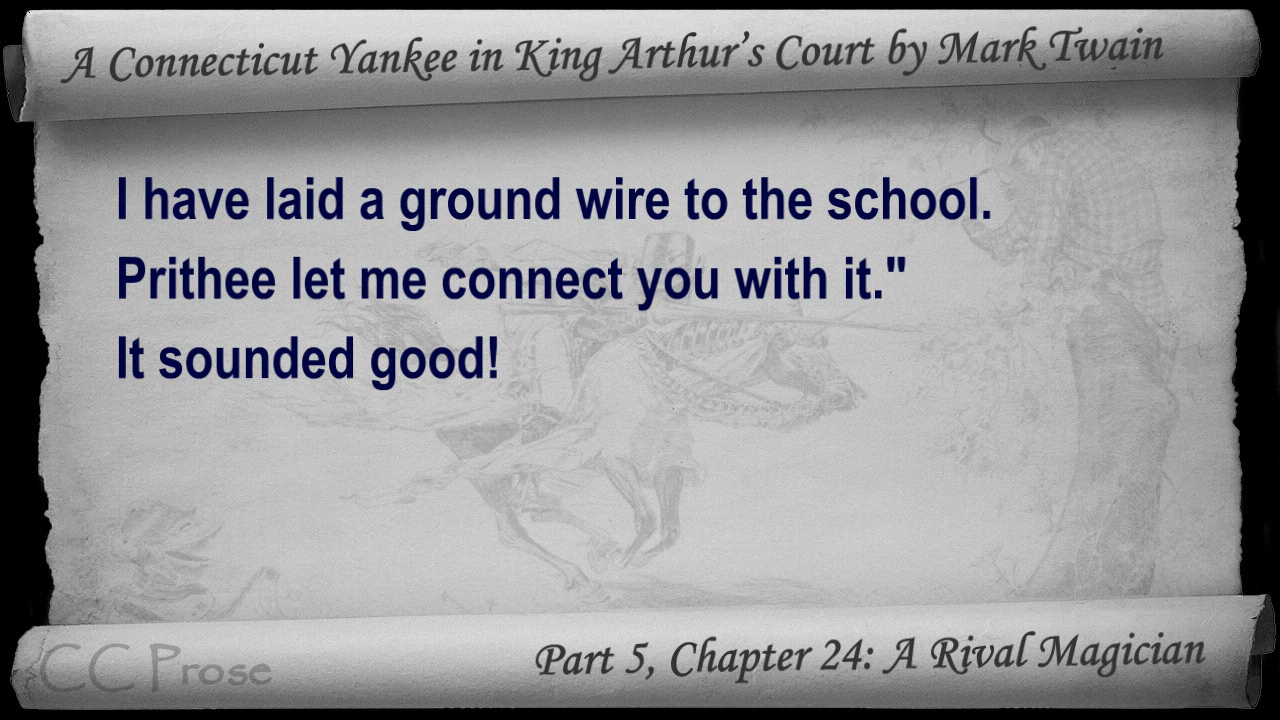 A Connecticut Yankee in King Arthur's Court by Mark Twain
I have laid a ground wire to the school.
Prithee let me connect you with it."
It sounded good!
CC Prose
Part 5, Chapter 24: A Rival Magician